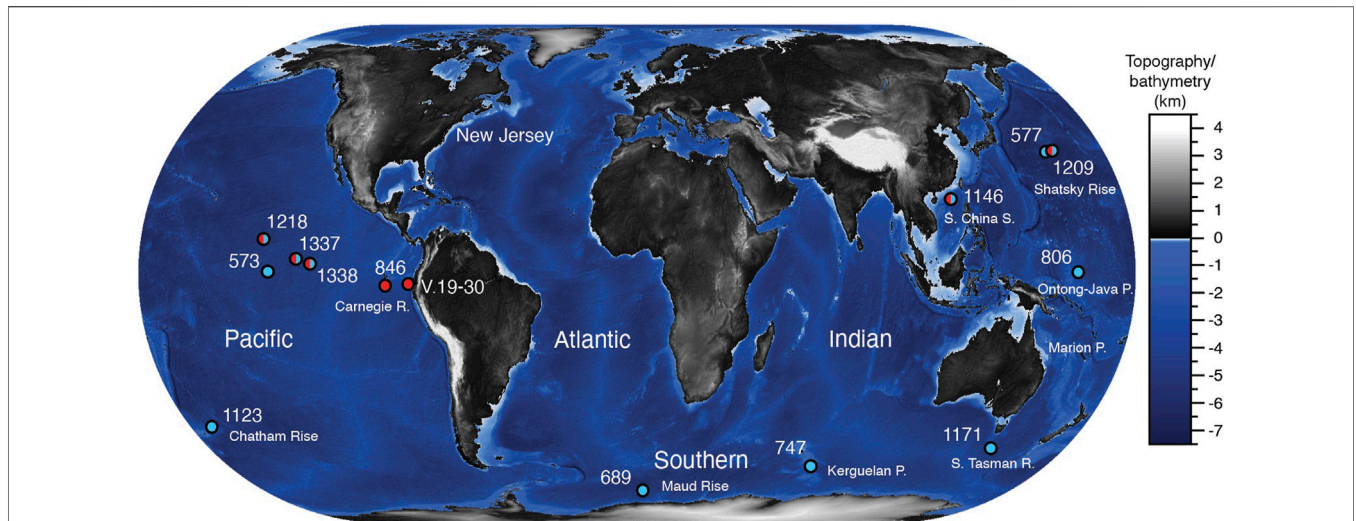 Topography/
bathymetry
(km)
4
3
2
1
0
-1
-2
-3
-4
-5
-6
-7
New Jersey
577
1209
Shatsky Rise
1146
S. China S.
1218
1337
573
1338
846
V.19-30
Carnegie R.
806
Ontong-Java P.
Pacific
Atlantic
Indian
Marion P.
1123
Chatham Rise
1171
S. Tasman R.
747
Kerguelan P.
Southern
689
Maud Rise